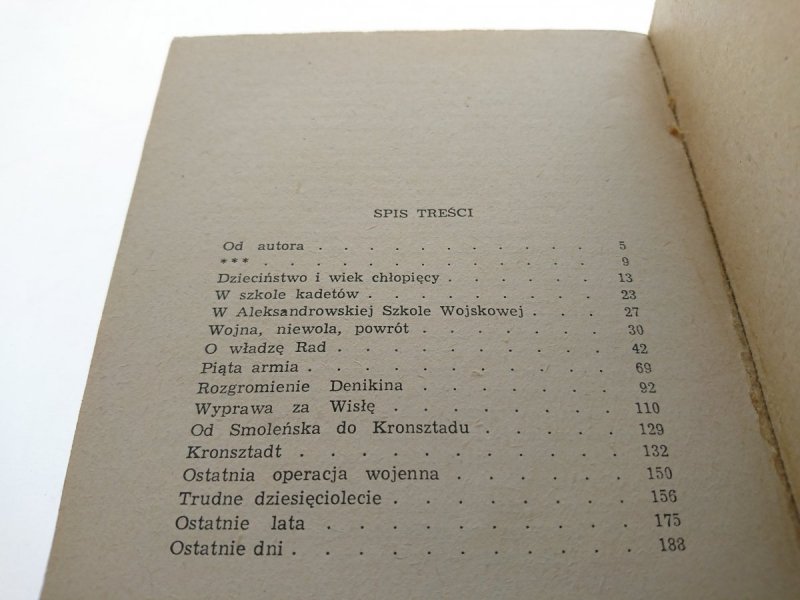 SPIS TREŚCI
Od autora . . . . . . . . . . . . 5
* * * . . . . . . . . . . . . 9
Dzieciństwo i wiek chłopięcy . . . . . . 13
W szkole kadetów . . . . . . . . . 23
W Aleksandrowskiej Szkole Wojskowej . . . 27
Wojna, niewola, powrót . . . . . . . 30
O władzę Rad . . . . . . . . . . 42
Piąta armia . . . . . . . . . . . 69
Rozgromienie Denikina . . . . . . . 92
Wyprawa za Wisłę . . . . . . . . 110
Od Smoleńska do Kronsztadu . . . . . 129
Kronsztadt . . . . . . . . . . . 132
Ostatnia operacja wojenna . . . . . . 150
Trudne dziesięciolecie . . . . . . . . 156
Ostatnie lata . . . . . . . . . . 175
Ostatnie dni . . . . . . . . . . . 188